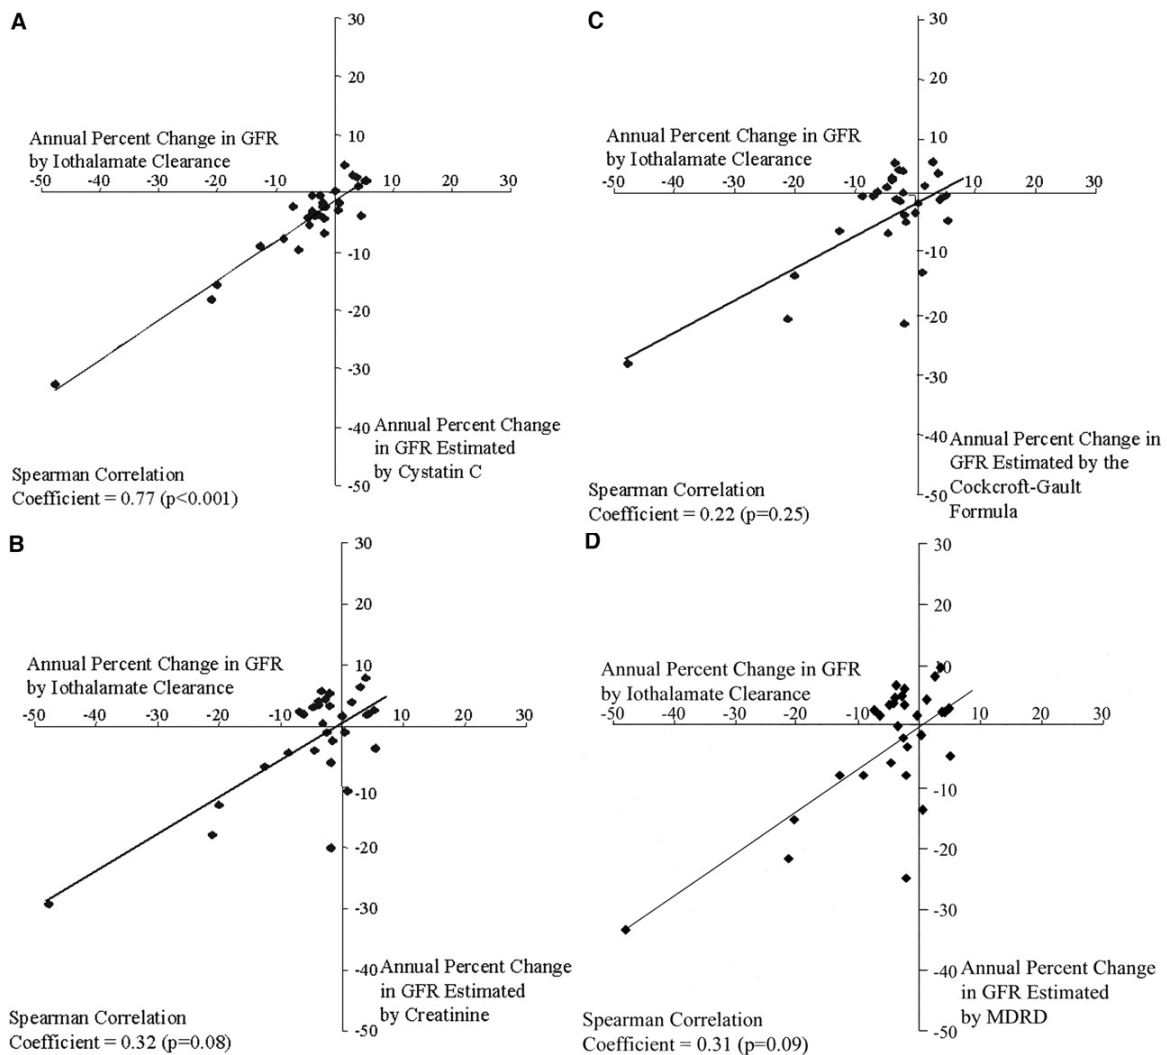 A
30
20
10
Annual Percent Change in GFR
by Iothalamate Clearance
-50 -40 -30 -20 -10 10 20 30
-10
-20
-30
-40
Annual Percent Change
in GFR Estimated
by Cystatin C
-50
Spearman Correlation
Coefficient = 0.77 (p<0.001)
C
30
20
10
Annual Percent Change in GFR
by Iothalamate Clearance
-50 -40 -30 -20 -10 10 20 30
-10
-20
-30
-40
Annual Percent Change in
GFR Estimated by the
Cockcroft-Gault
Formula
-50
Spearman Correlation
Coefficient = 0.22 (p=0.25)
B
30
20
10
Annual Percent Change in GFR
by Iothalamate Clearance
-50 -40 -30 -20 -10 10 20 30
-10
-20
-30
-40
Annual Percent Change
in GFR Estimated
by Creatinine
-50
Spearman Correlation
Coefficient = 0.32 (p=0.08)
D
30
20
10
Annual Percent Change in GFR
by Iothalamate Clearance
-50 -40 -30 -20 -10 10 20 30
-10
-20
-30
-40
Annual Percent Change
in GFR Estimated
by MDRD
-50
Spearman Correlation
Coefficient = 0.31 (p=0.09)